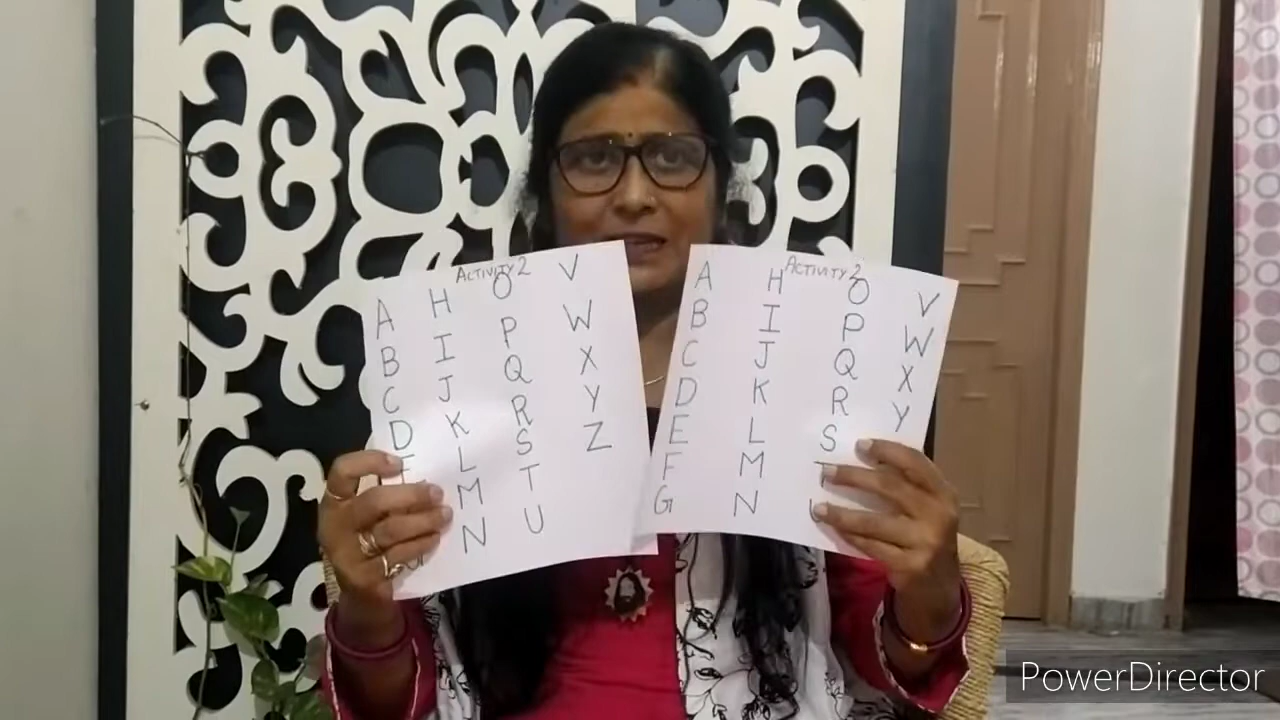 ACTIVITY 2
A H O V
B I P W
C J Q X
D K R Y
E L S Z
M T
N U
ACTIVITY 2
A H O V
B I P W
C J Q X
D K R Y
E L S
F M
G N
PowerDirector